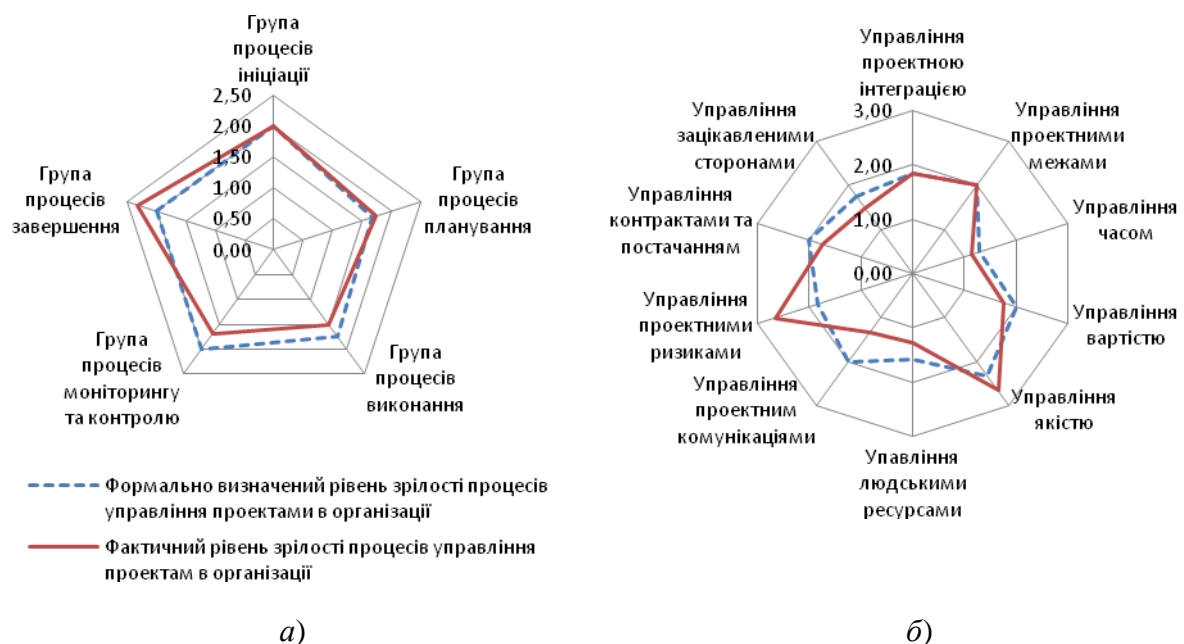 Група
процесів
ініціації
2,50
2,00
1,50
1,00
0,50
0,00
Група
процесів
планування
Група
процесів
виконання
Група
процесів
моніторингу
та контролю
Група
процесів
завершення
Формально визначений рівень зрілості процесів
управління проектами в організації
Фактичний рівень зрілості процесів управління
проектам в організації
а)
Управління
проектною
інтеграцією
3,00
2,00
1,00
0,00
Управління
проектними
межами
Управління
часом
Управління
вартістю
Управління
якістю
Упавління
людськими
ресурсами
Управління
проектним
комунікаціями
Управління
проектними
ризиками
Управління
контрактами та
постачанням
Управління
зацікавленими
сторонами
б)